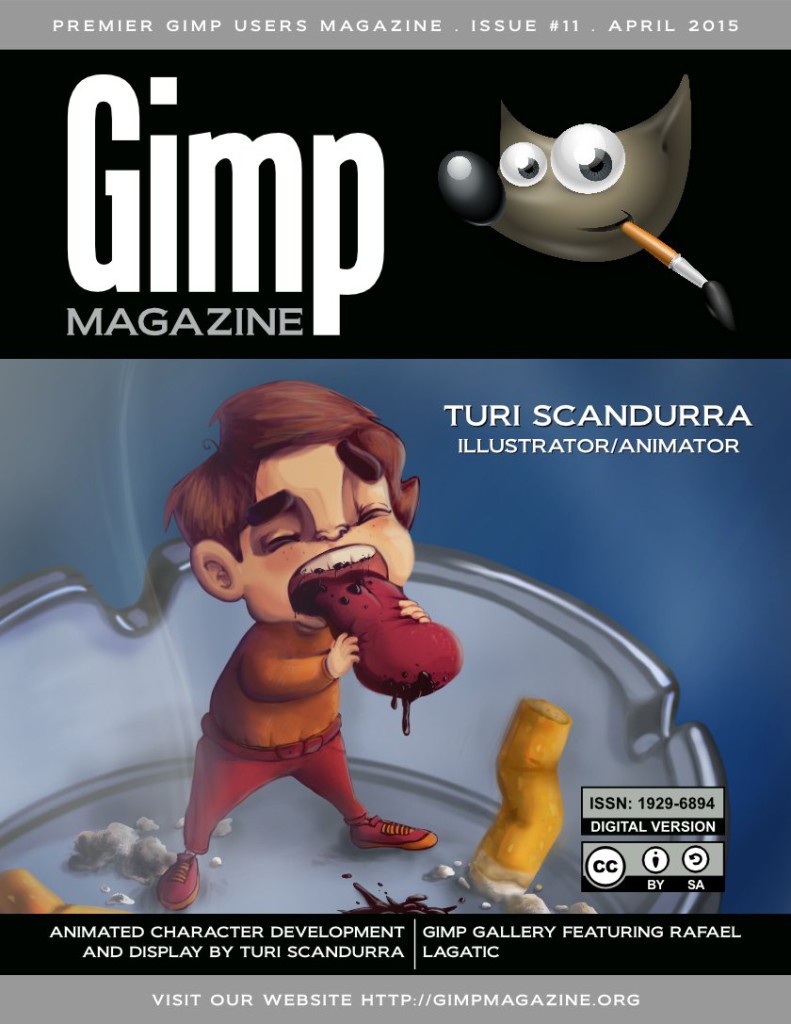 PREMIER GIMP USERS MAGAZINE . ISSUE #11 . APRIL 2015
Gimp
MAGAZINE
TURI SCANDURRA
ILLUSTRATOR/ANIMATOR
ISSN: 1929-6894
DIGITAL VERSION
cc
BY SA
ANIMATED CHARACTER DEVELOPMENT
AND DISPLAY BY TURI SCANDURRA
GIMP GALLERY FEATURING RAFAEL
LAGATIC
VISIT OUR WEBSITE HTTP://GIMPMAGAZINE.ORG